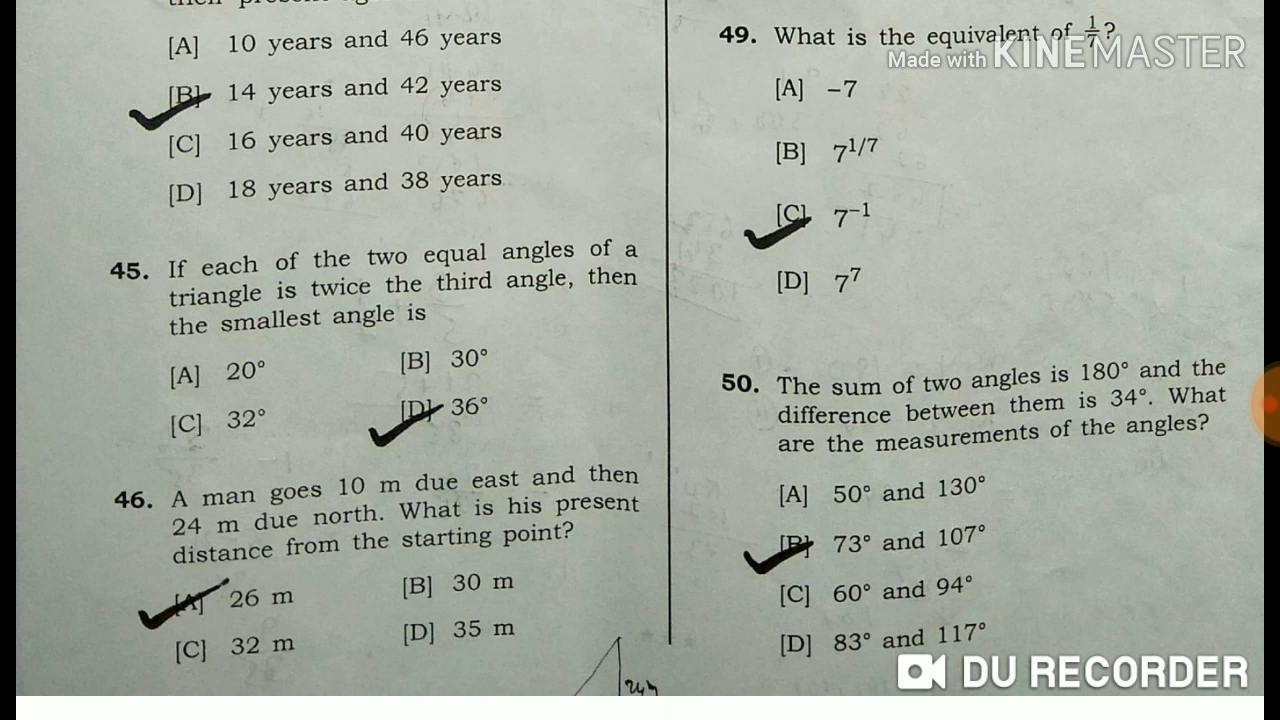 [A] 10 years and 46 years
[B] 14 years and 42 years
[C] 16 years and 40 years
[D] 18 years and 38 years
45. If each of the two equal angles of a
triangle is twice the third angle, then
the smallest angle is
[A] 20° [B] 30°
[C] 32° [D] 36°
46. A man goes 10 m due east and then
24 m due north. What is his present
distance from the starting point?
[A] 26 m [B] 30 m
[C] 32 m [D] 35 m
49. What is the equivalent of 1/7?
Made with KINEMASTER
[A] −7
[B] 7^1/7
[C] 7^−1
[D] 7^7
50. The sum of two angles is 180° and the
difference between them is 34°. What
are the measurements of the angles?
[A] 50° and 130°
[B] 73° and 107°
[C] 60° and 94°
[D] 83° and 117°
DU RECORDER